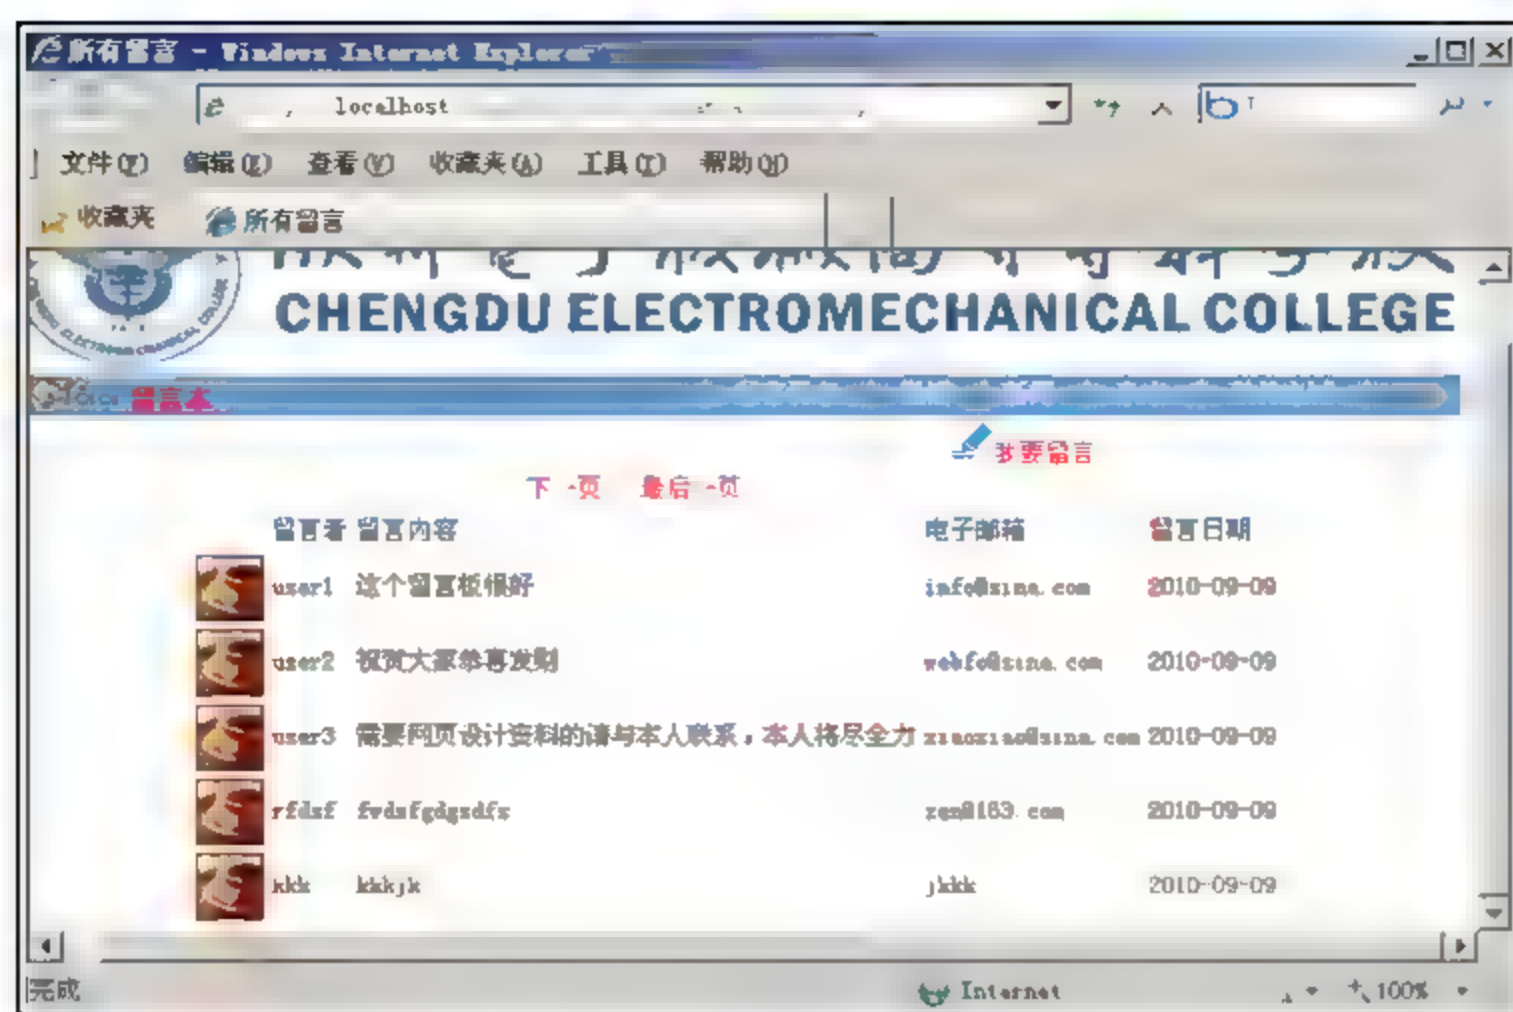 所有留言 - Windows Internet Explorer
localhost
文件(F) 编辑(E) 查看(V) 收藏夹(A) 工具(T) 帮助(H)
收藏夹 所有留言
CHENGDU ELECTROMECHANICAL COLLEGE
留言本
我要留言
下一页 最后一页
留言者 留言内容 电子邮箱 留言日期
user1 这个留言板很好 info@sina.com 2010-09-09
user2 祝贺大家恭喜发财 webfo@sina.com 2010-09-09
user3 需要网页设计资料的请与本人联系，本人将尽全力 xiaoxiao@sina.com 2010-09-09
rfdsf fvdsfgdgsdfs zen@163.com 2010-09-09
kkk kkkjk jkkk 2010-09-09
完成 Internet 100%